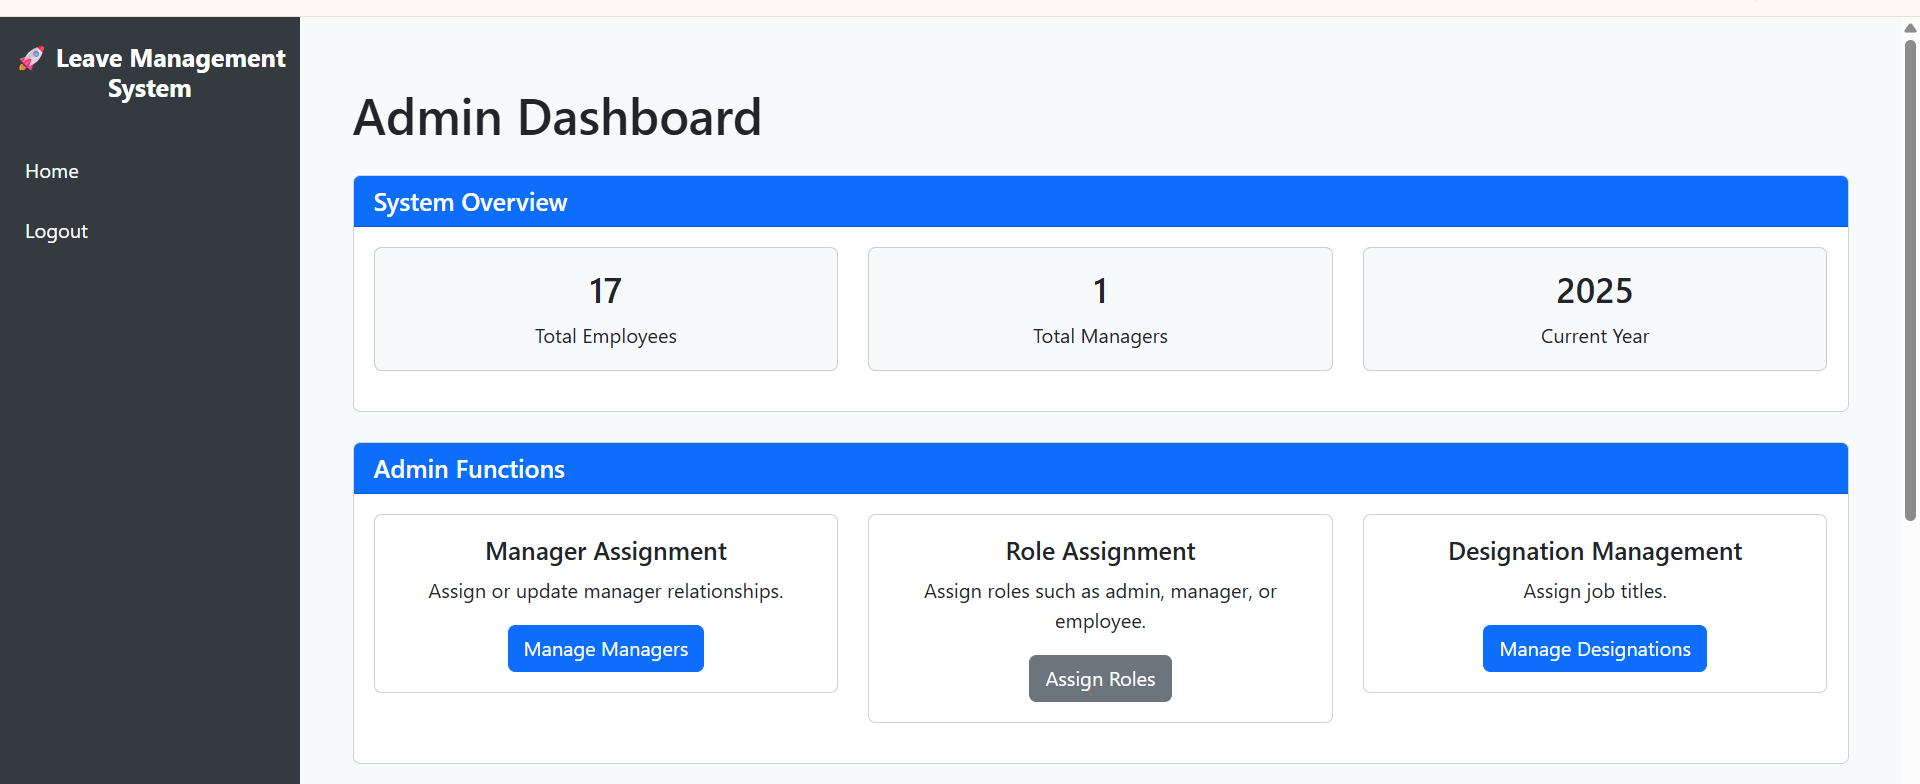 🚀 Leave Management
System
Home
Logout
Admin Dashboard
System Overview
17
Total Employees
1
Total Managers
2025
Current Year
Admin Functions
Manager Assignment
Assign or update manager relationships.
Manage Managers
Role Assignment
Assign roles such as admin, manager, or
employee.
Assign Roles
Designation Management
Assign job titles.
Manage Designations